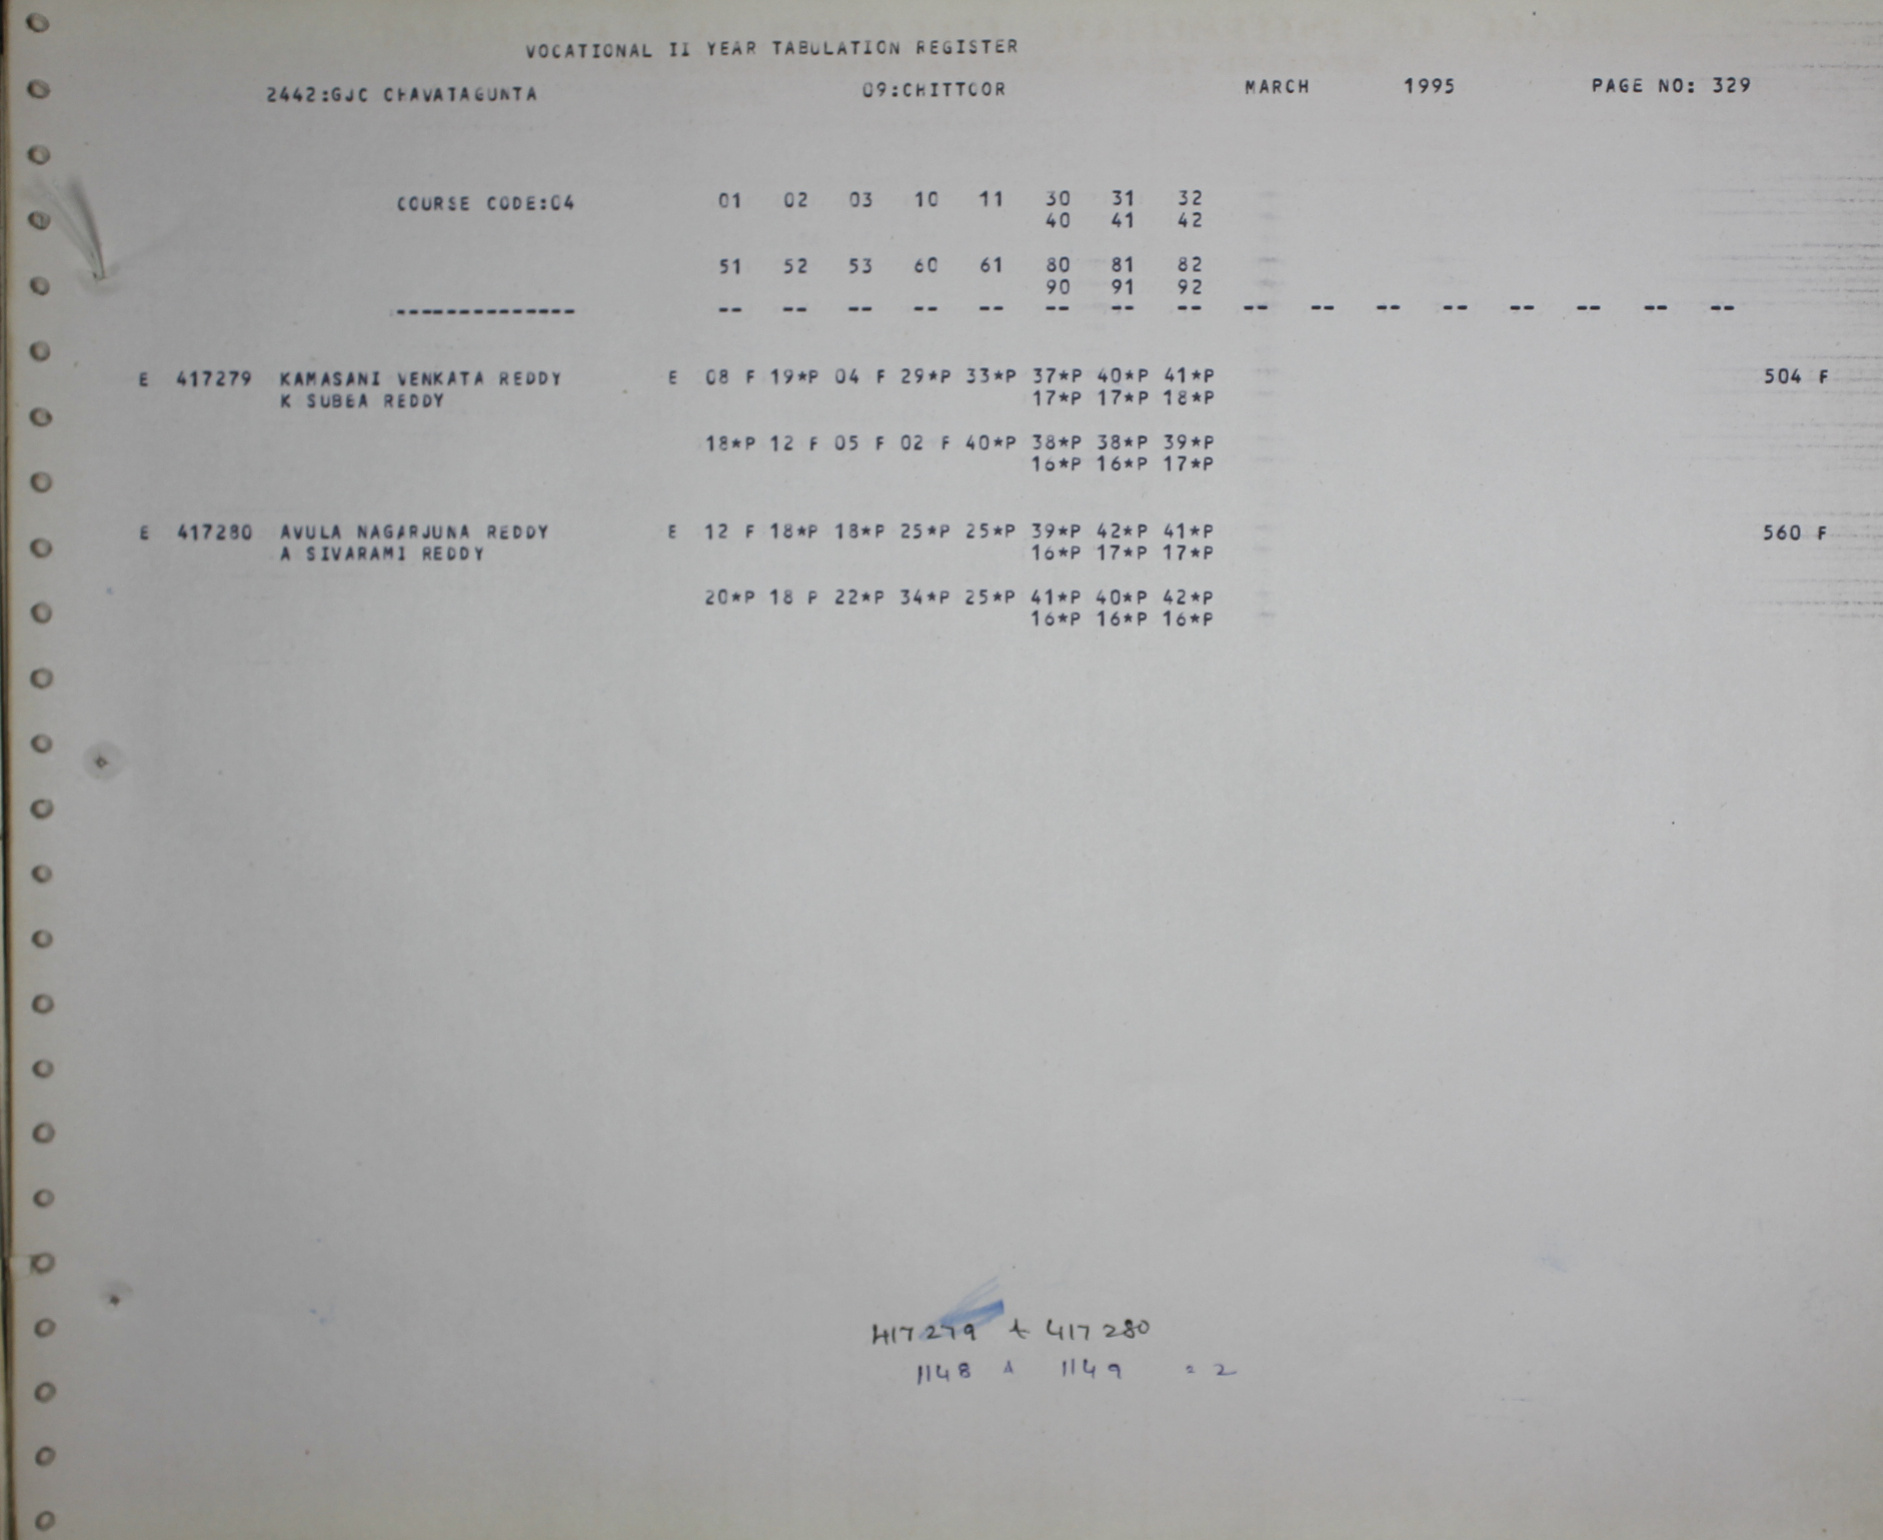 VOCATIONAL II YEAR TABULATION REGISTER
2442:GJC CHAVATAGUNTA 09:CHITTOOR MARCH 1995 PAGE NO: 329
COURSE CODE:04 01 02 03 10 11 30 31 32
40 41 42
51 52 53 60 61 80 81 82
90 91 92
-------------- -- -- -- -- -- -- -- -- -- -- -- -- -- -- -- --
E 417279 KAMASANI VENKATA REDDY E 08 F 19*P 04 F 29*P 33*P 37*P 40*P 41*P 504 F
K SUBBA REDDY 17*P 17*P 18*P
18*P 12 F 05 F 02 F 40*P 38*P 38*P 39*P
16*P 16*P 17*P
E 417280 AVULA NAGARJUNA REDDY E 12 F 18*P 18*P 25*P 25*P 39*P 42*P 41*P 560 F
A SIVARAMI REDDY 16*P 17*P 17*P
20*P 18 P 22*P 34*P 25*P 41*P 40*P 42*P
16*P 16*P 16*P
417279 & 417280
1148 & 1149 = 2